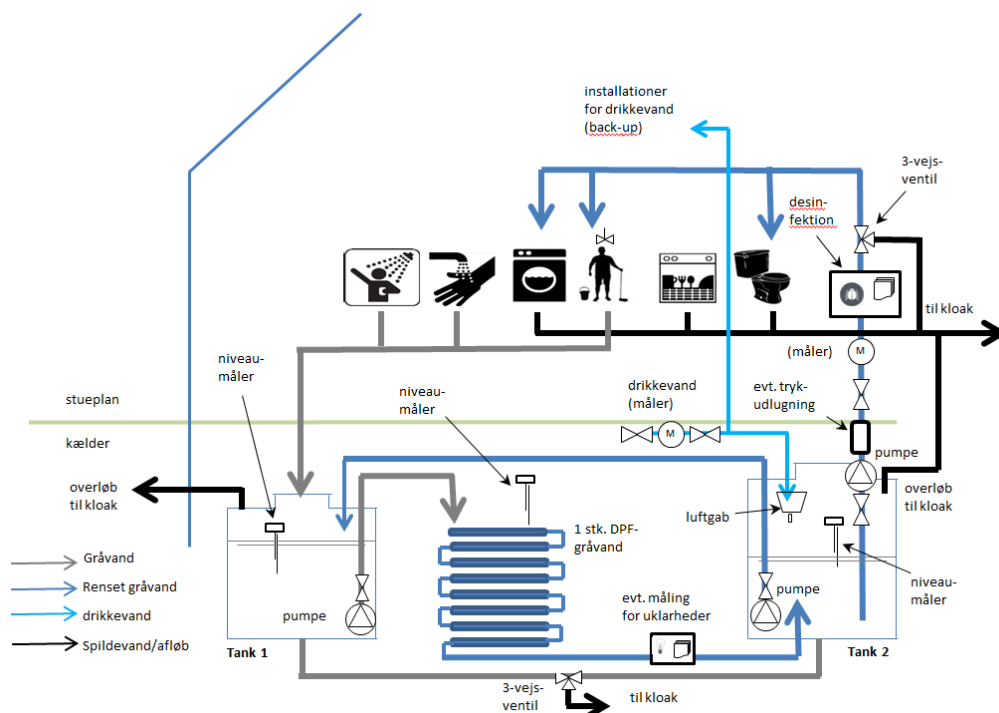 installationer
for drikkevand
(back-up)
3-vejs-
ventil
desin-
fektion
til kloak
(måler)
M
niveau-
måler
niveau-
måler
drikkevand
(måler)
M
evt. tryk-
udlugning
stueplan
kælder
pumpe
overløb
til kloak
overløb
til kloak
luftgab
1 stk. DPF-
gråvand
Gråvand
Renset gråvand
drikkevand
Spildevand/afløb
pumpe
evt. måling
for uklarheder
pumpe
niveau-
måler
Tank 1
Tank 2
3-vejs-
ventil
til kloak